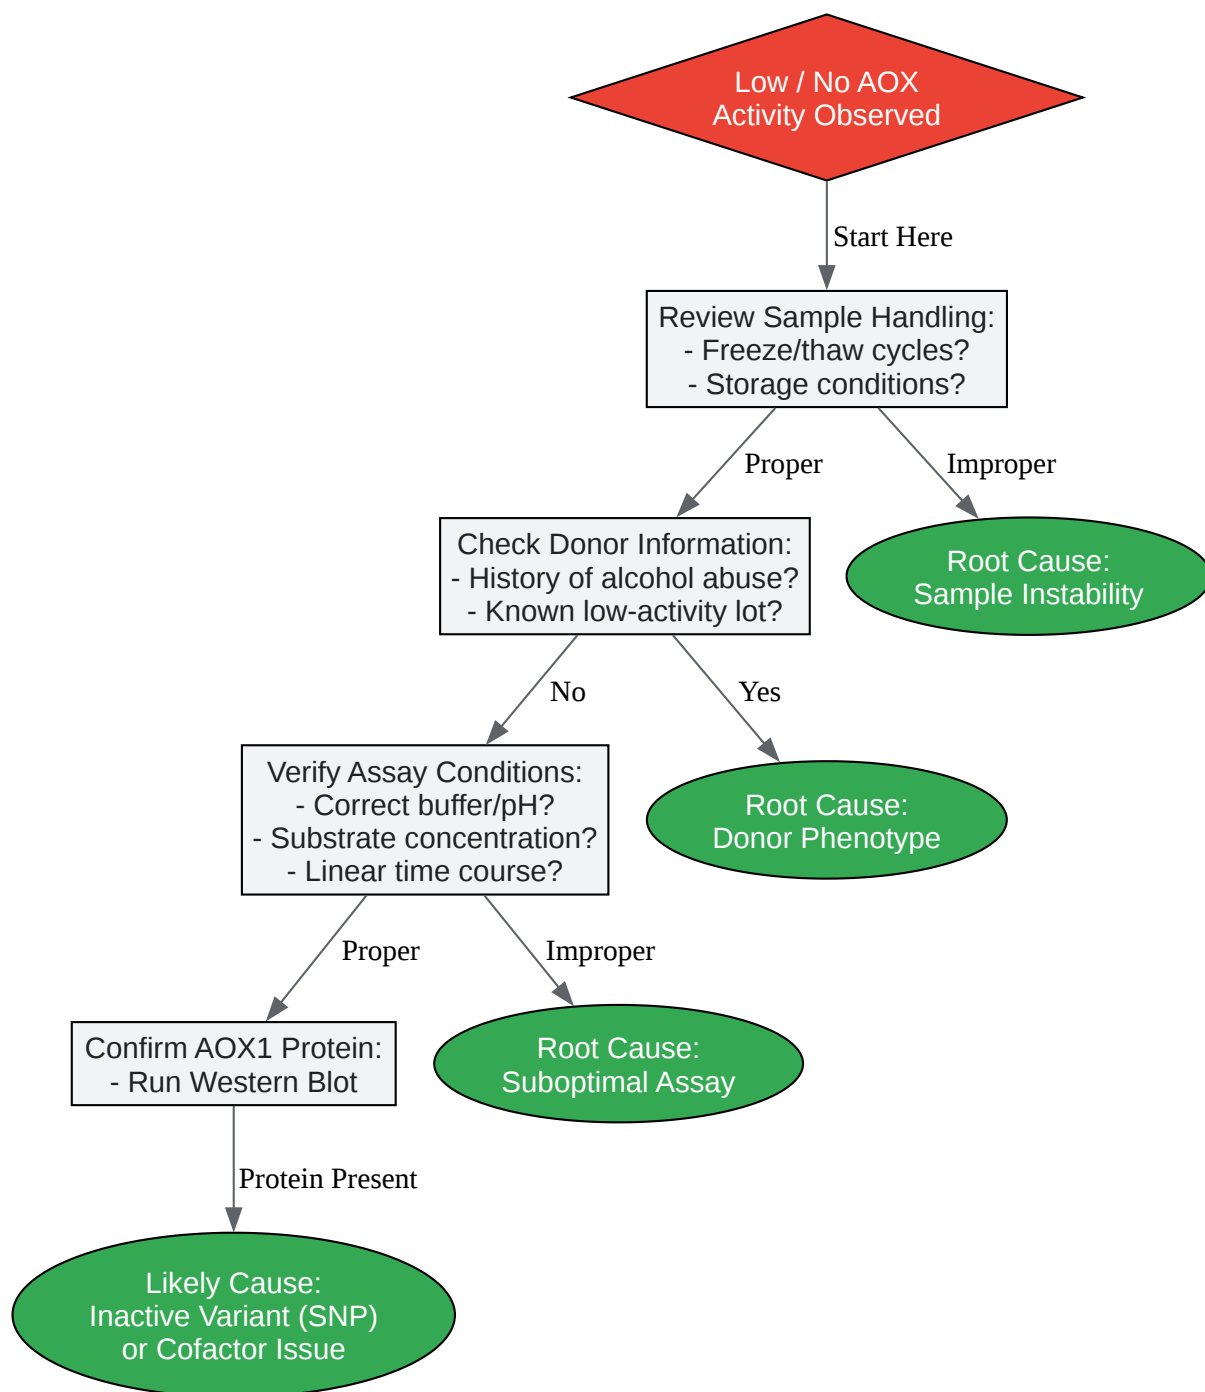 Low / No AOX
Activity Observed
Start Here
Review Sample Handling:
- Freeze/thaw cycles?
- Storage conditions?
Proper
Improper
Check Donor Information:
- History of alcohol abuse?
- Known low-activity lot?
Root Cause:
Sample Instability
No
Yes
Verify Assay Conditions:
- Correct buffer/pH?
- Substrate concentration?
- Linear time course?
Root Cause:
Donor Phenotype
Proper
Improper
Confirm AOX1 Protein:
- Run Western Blot
Root Cause:
Suboptimal Assay
Protein Present
Likely Cause:
Inactive Variant (SNP)
or Cofactor Issue